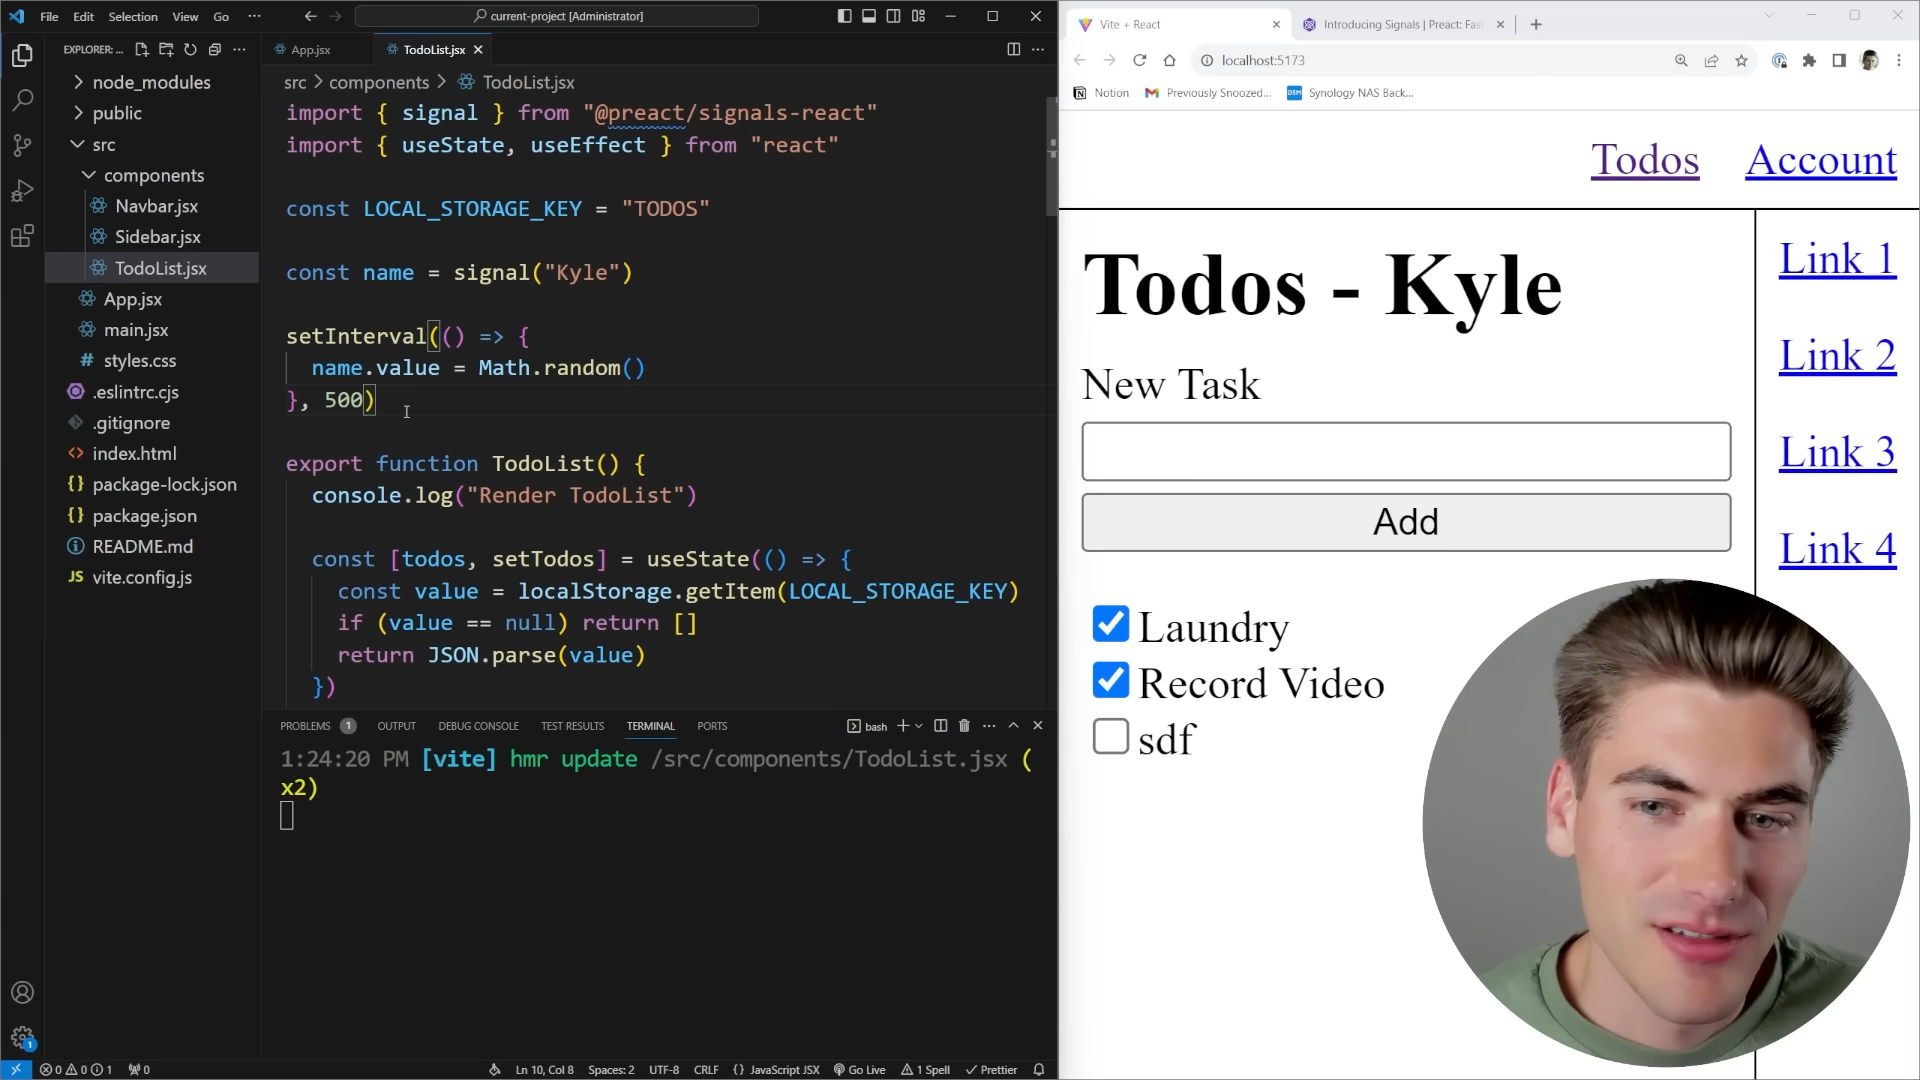 File Edit Selection View Go ···
current-project [Administrator]
EXPLORER: ...
node_modules
public
src
components
Navbar.jsx
Sidebar.jsx
TodoList.jsx
App.jsx
main.jsx
# styles.css
.eslintrc.cjs
.gitignore
<> index.html
{} package-lock.json
{} package.json
README.md
JS vite.config.js
1
App.jsx
TodoList.jsx
src > components > TodoList.jsx
import { signal } from "@preact/signals-react"
import { useState, useEffect } from "react"
const LOCAL_STORAGE_KEY = "TODOS"
const name = signal("Kyle")
setInterval(() => {
name.value = Math.random()
}, 500)
export function TodoList() {
console.log("Render TodoList")
const [todos, setTodos] = useState(() => {
const value = localStorage.getItem(LOCAL_STORAGE_KEY)
if (value == null) return []
return JSON.parse(value)
})
PROBLEMS 1 OUTPUT DEBUG CONSOLE TEST RESULTS TERMINAL PORTS
bash
1:24:20 PM [vite] hmr update /src/components/TodoList.jsx (
x2)
0 0 1 0
Ln 10, Col 8 Spaces: 2 UTF-8 CRLF {} JavaScript JSX Go Live 1 Spell Prettier
Vite + React
Introducing Signals | Preact: Fas
localhost:5173
Notion
Previously Snoozed...
DSM Synology NAS Back...
Todos Account
Todos - Kyle
New Task
Add
Laundry
Record Video
sdf
Link 1
Link 2
Link 3
Link 4